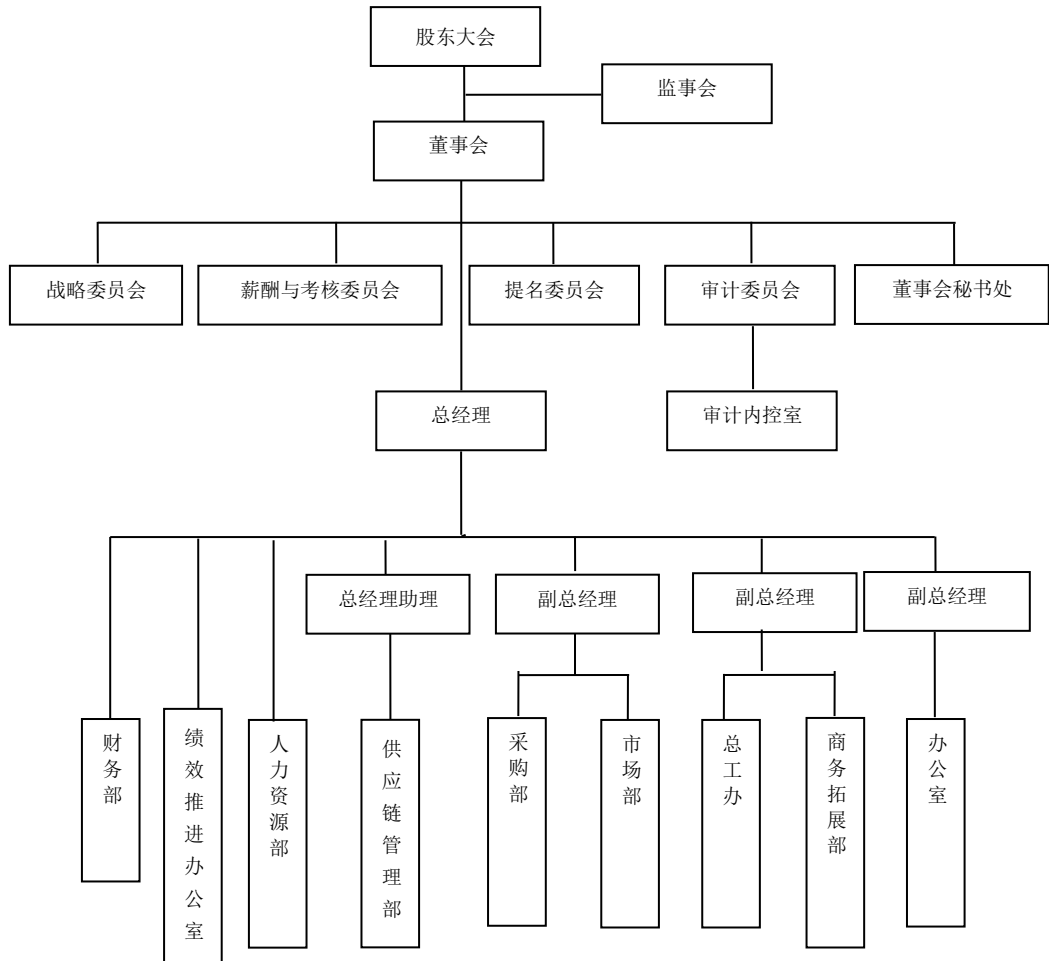 股东大会
监事会
董事会
战略委员会
薪酬与考核委员会
提名委员会
审计委员会
董事会秘书处
总经理
审计内控室
总经理助理
副总经理
副总经理
副总经理
财务部
绩效推进办公室
人力资源部
供应链管理部
采购部
市场部
总工办
商务拓展部
办公室